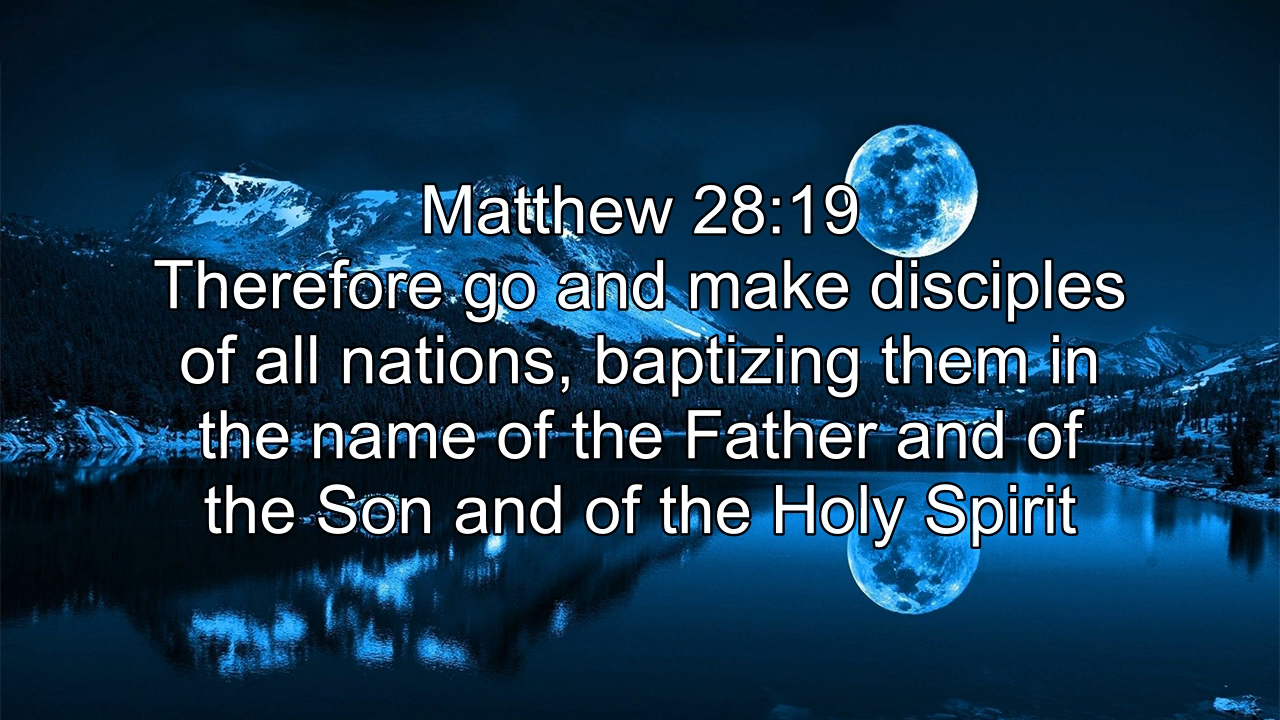 Matthew 28:19
Therefore go and make disciples
of all nations, baptizing them in
the name of the Father and of
the Son and of the Holy Spirit